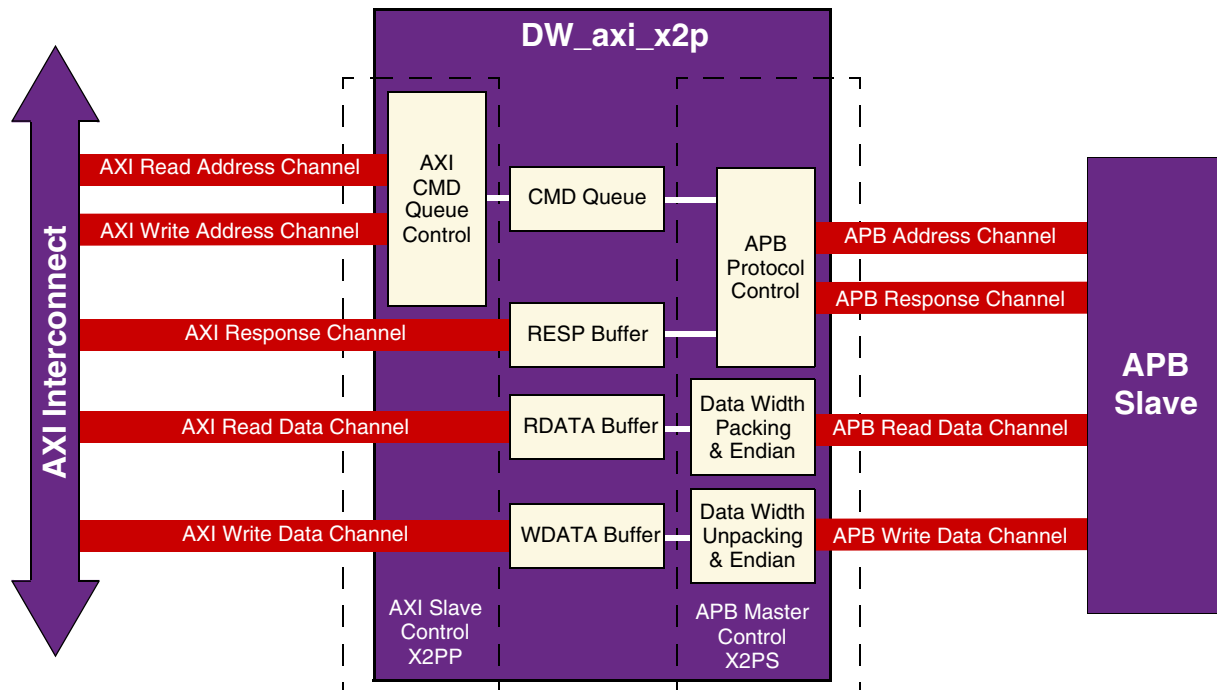 DW_axi_x2p
AXI Interconnect
AXI Read Address Channel
AXI Write Address Channel
AXI Response Channel
AXI Read Data Channel
AXI Write Data Channel
AXI
CMD
Queue
Control
CMD Queue
RESP Buffer
RDATA Buffer
WDATA Buffer
APB
Protocol
Control
Data Width
Packing
& Endian
Data Width
Unpacking
& Endian
AXI Slave
Control
X2PP
APB Master
Control
X2PS
APB Address Channel
APB Response Channel
APB Read Data Channel
APB Write Data Channel
APB
Slave